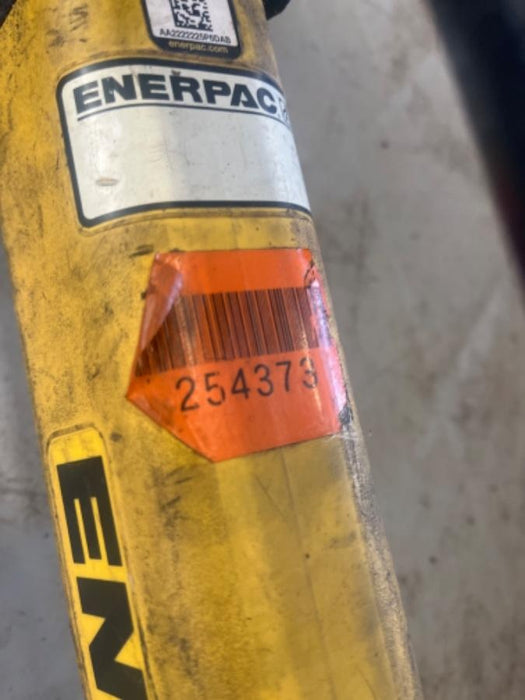 AA2222225P6DAB
enerpac.com
ENERPAC
254373
EN